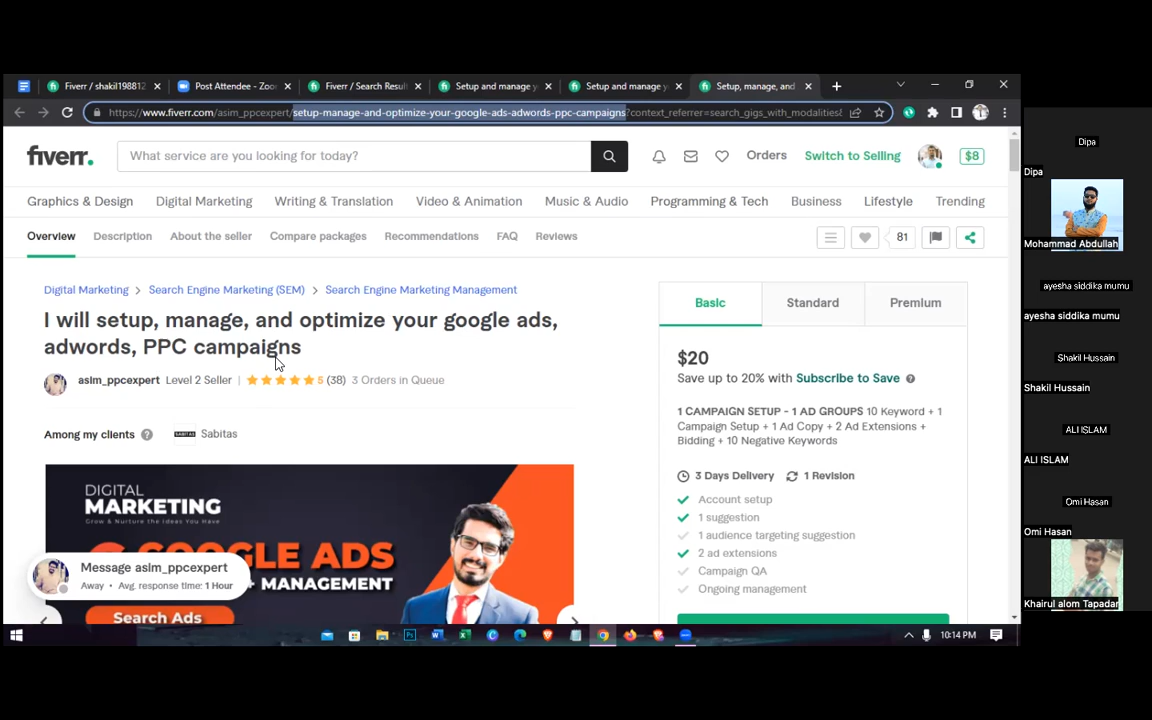 Fiverr / shakil198812
Post Attendee - Zoom
Fiverr / Search Result
Setup and manage y
Setup and manage y
Setup, manage, and
https://www.fiverr.com/asim_ppcexpert/setup-manage-and-optimize-your-google-ads-adwords-ppc-campaigns?context_referrer=search_gigs_with_modalities&
fiverr.
What service are you looking for today?
Orders
Switch to Selling
$8
Graphics & Design
Digital Marketing
Writing & Translation
Video & Animation
Music & Audio
Programming & Tech
Business
Lifestyle
Trending
Overview
Description
About the seller
Compare packages
Recommendations
FAQ
Reviews
81
Digital Marketing > Search Engine Marketing (SEM) > Search Engine Marketing Management
I will setup, manage, and optimize your google ads,
adwords, PPC campaigns
asim_ppcexpert Level 2 Seller | 5 (38) 3 Orders in Queue
Among my clients ? SABITAS Sabitas
DIGITAL
MARKETING
Grow & Nurture the Ideas You Have
GOOGLE ADS
+ MANAGEMENT
Search Ads
Message asim_ppcexpert
Away • Avg. response time: 1 Hour
Basic
Standard
Premium
$20
Save up to 20% with Subscribe to Save ?
1 CAMPAIGN SETUP - 1 AD GROUPS 10 Keyword + 1
Campaign Setup + 1 Ad Copy + 2 Ad Extensions +
Bidding + 10 Negative Keywords
3 Days Delivery
1 Revision
Account setup
1 suggestion
1 audience targeting suggestion
2 ad extensions
Campaign QA
Ongoing management
10:14 PM
Dipa
Dipa
Mohammad Abdullah
ayesha siddika mumu
ayesha siddika mumu
Shakil Hussain
Shakil Hussain
ALI ISLAM
ALI ISLAM
Omi Hasan
Omi Hasan
Khairul alom Tapadar